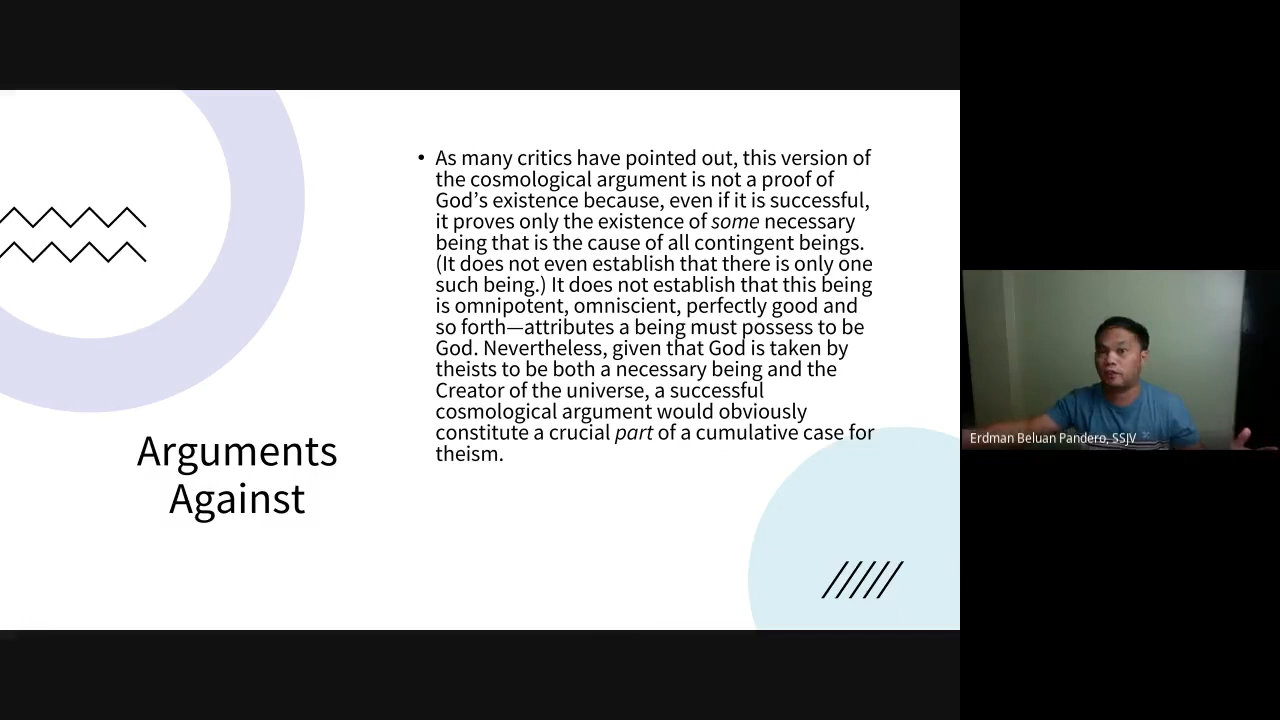 As many critics have pointed out, this version of
the cosmological argument is not a proof of
God’s existence because, even if it is successful,
it proves only the existence of some necessary
being that is the cause of all contingent beings.
(It does not even establish that there is only one
such being.) It does not establish that this being
is omnipotent, omniscient, perfectly good and
so forth—attributes a being must possess to be
God. Nevertheless, given that God is taken by
theists to be both a necessary being and the
Creator of the universe, a successful
cosmological argument would obviously
constitute a crucial part of a cumulative case for
theism.
Arguments
Against
Erdman Beluan Pandero, SSJV